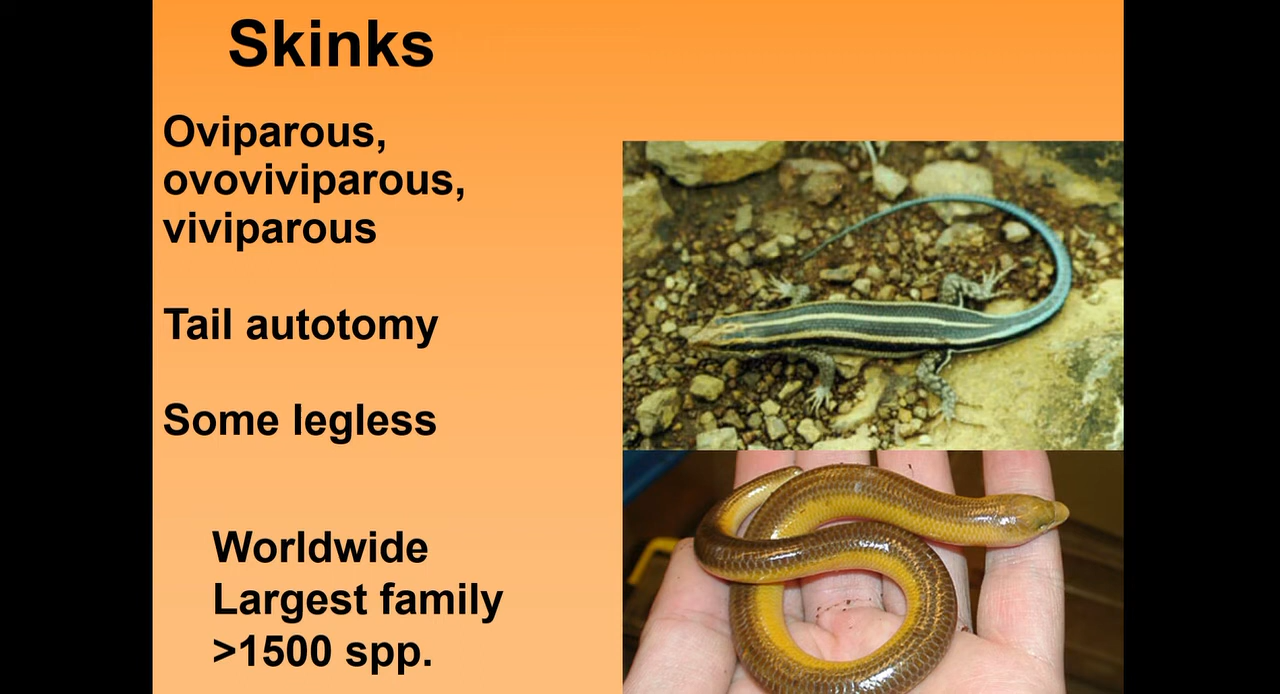 Skinks
Oviparous,
ovoviviparous,
viviparous
Tail autotomy
Some legless
Worldwide
Largest family
>1500 spp.